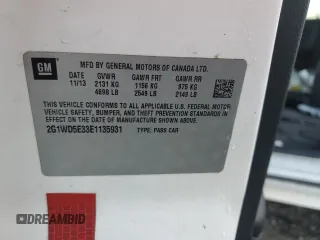 GM
MFD BY GENERAL MOTORS OF CANADA LTD.
DATE GVWR GAWR FRT GAWR RR
11/13 2131 KG 1156 KG 975 KG
4698 LB 2549 LB 2149 LB
THIS VEHICLE CONFORMS TO ALL APPLICABLE U.S. FEDERAL MOTOR
VEHICLE SAFETY, BUMPER, AND THEFT PREVENTION STANDARDS
IN EFFECT ON THE DATE OF MANUFACTURE SHOWN ABOVE.
2G1WD5E33E1135931 TYPE: PASS CAR
DREAMBID